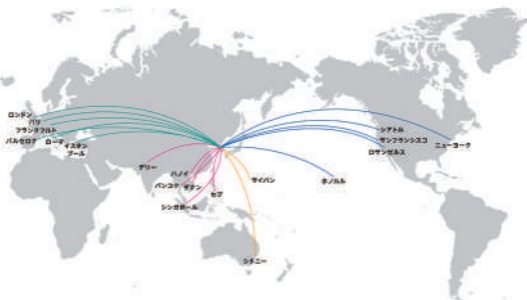 ロンドン
パリ
フランクフルト
バルセロナ
ローマ
イスタン
ブール
デリー
ハノイ
バンコク
ダナン
セブ
シンガポール
サイパン
シドニー
ホノルル
シアトル
サンフランシスコ
ロサンゼルス
ニューヨーク